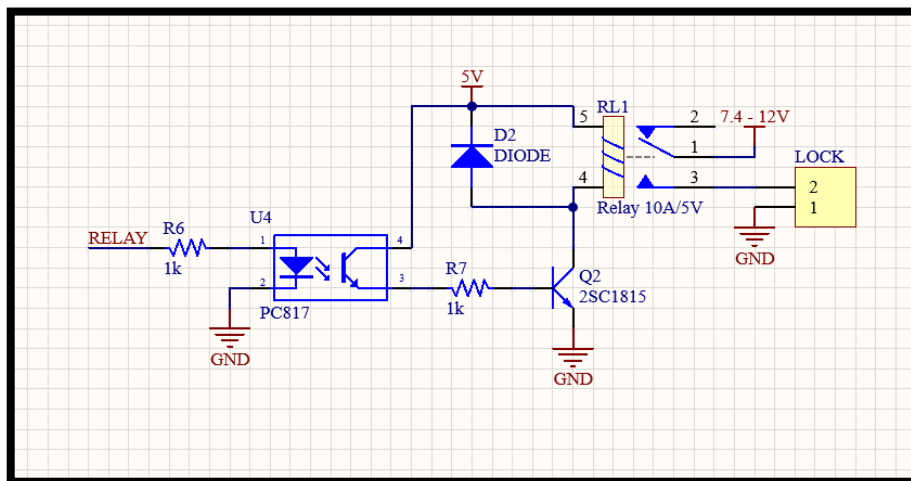 5V
RL1
5
2
7.4 - 12V
D2
DIODE
1
LOCK
4
3
2
1
Relay 10A/5V
GND
U4
RELAY
R6
1k
1
4
2
3
PC817
R7
1k
Q2
2SC1815
GND
GND